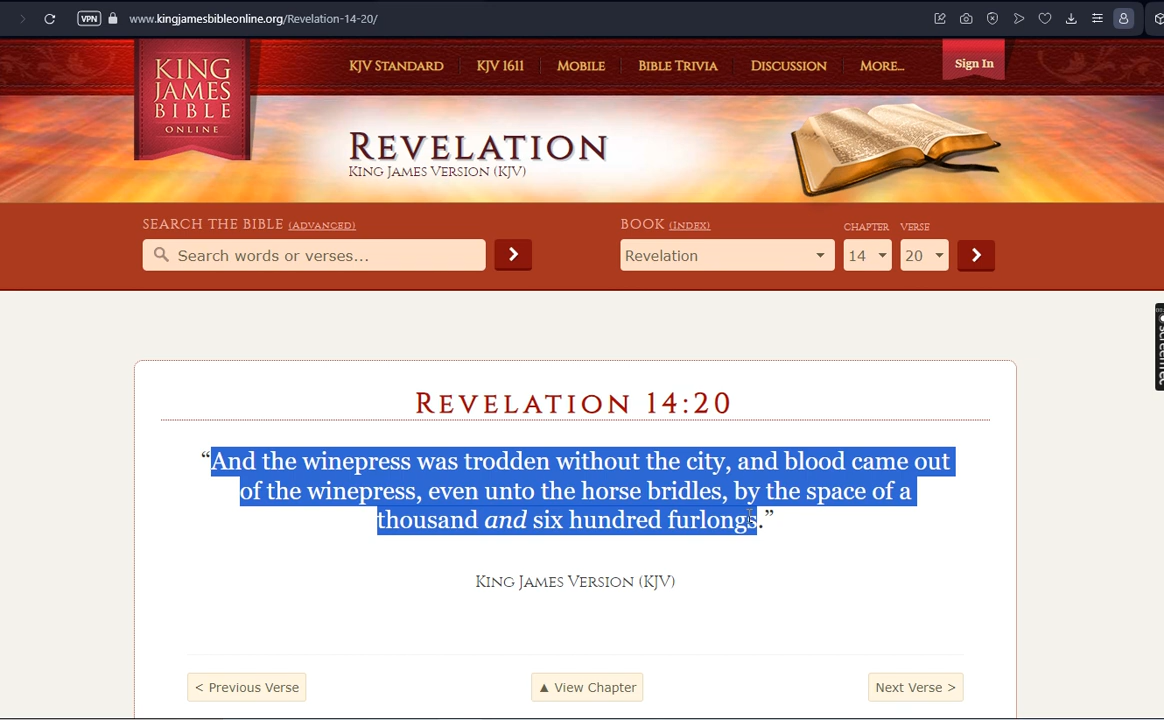 VPN www.kingjamesbibleonline.org/Revelation-14-20/
KING JAMES BIBLE ONLINE
KJV STANDARD KJV 1611 MOBILE BIBLE TRIVIA DISCUSSION MORE... Sign In
REVELATION
KING JAMES VERSION (KJV)
SEARCH THE BIBLE (ADVANCED) BOOK (INDEX) CHAPTER VERSE
Search words or verses... Revelation 14 20
REVELATION 14:20
“And the winepress was trodden without the city, and blood came out
of the winepress, even unto the horse bridles, by the space of a
thousand and six hundred furlongs.”
KING JAMES VERSION (KJV)
< Previous Verse ▲ View Chapter Next Verse >